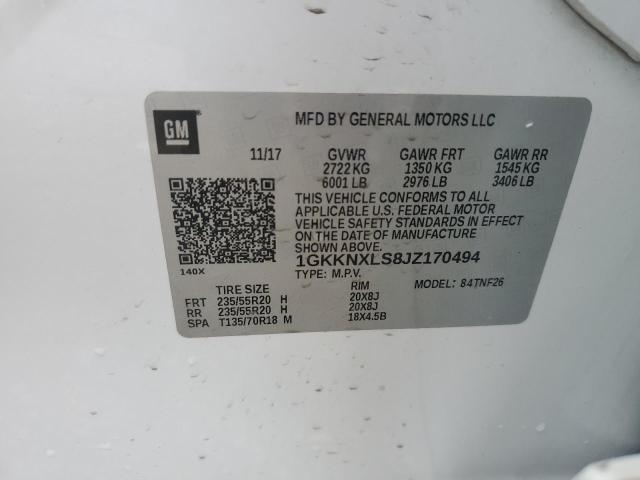 GM
MFD BY GENERAL MOTORS LLC
11/17 GVWR GAWR FRT GAWR RR
2722 KG 1350 KG 1545 KG
6001 LB 2976 LB 3406 LB
THIS VEHICLE CONFORMS TO ALL
APPLICABLE U.S. FEDERAL MOTOR
VEHICLE SAFETY STANDARDS IN EFFECT
ON THE DATE OF MANUFACTURE
SHOWN ABOVE.
140X
1GKKNXLS8JZ170494
TYPE: M.P.V. MODEL: 84TNF26
TIRE SIZE RIM
FRT 235/55R20 H 20X8J
RR 235/55R20 H 20X8J
SPA T135/70R18 M 18X4.5B